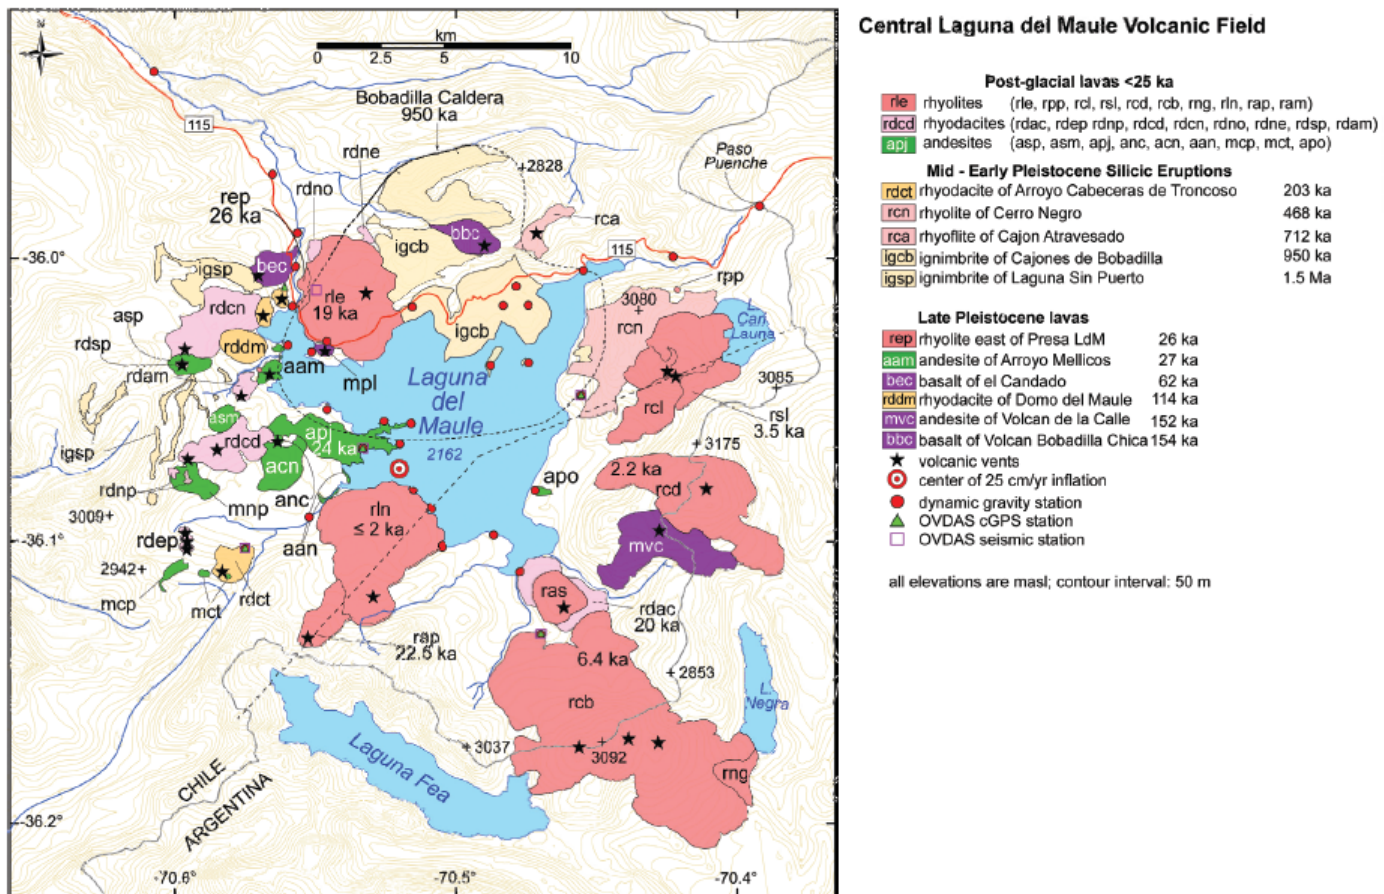 Central Laguna del Maule Volcanic Field
Post-glacial lavas <25 ka
rle rhyolites (rle, rpp, rcl, rsl, rcd, rcb, rng, rln, rap, ram)
rdcd rhyodacites (rdac, rdep rdnp, rdcd, rdcn, rdno, rdne, rdsp, rdam)
apj andesites (asp, asm, apj, anc, acn, aan, mcp, mct, apo)
Mid - Early Pleistocene Silicic Eruptions
rdct rhyodacite of Arroyo Cabeceras de Troncoso 203 ka
rcn rhyolite of Cerro Negro 468 ka
rca rhyoflite of Cajon Atravesado 712 ka
igcb ignimbrite of Cajones de Bobadilla 950 ka
igsp ignimbrite of Laguna Sin Puerto 1.5 Ma
Late Pleistocene lavas
rep rhyolite east of Presa LdM 26 ka
aam andesite of Arroyo Mellicos 27 ka
bec basalt of el Candado 62 ka
rddm rhyodacite of Domo del Maule 114 ka
mvc andesite of Volcan de la Calle 152 ka
bbc basalt of Volcan Bobadilla Chica 154 ka
volcanic vents
center of 25 cm/yr inflation
dynamic gravity station
OVDAS cGPS station
OVDAS seismic station
all elevations are masl; contour interval: 50 m
N
km
0 2.5 5 10
Bobadilla Caldera
950 ka
115
Paso
Puenche
rdne
+2828
rdno
rep
26 ka
rca
bbc
igcb
115
-36.0°
igsp
bec
rpp
rdcn
rle
19 ka
3080
+
rcn
L.
Cari
Launa
asp
igcb
rdsp
rddm
rdam
aam
mpl
Laguna
del
Maule
2162
3085
+
rcl
rsl
3.5 ka
asm
apj
24 ka
rdcd
+3175
igsp
acn
2.2 ka
rcd
apo
rdnp
anc
mnp
rln
≤ 2 ka
3009+
rdep
aan
mvc
-36.1°
2942+
mcp
mct
rdct
ras
rdac
20 ka
rap
22.5 ka
6.4 ka
+2853
rcb
L.
Negra
+3037
+
3092
rng
Laguna Fea
CHILE
ARGENTINA
-36.2°
-70.6° -70.5° -70.4°